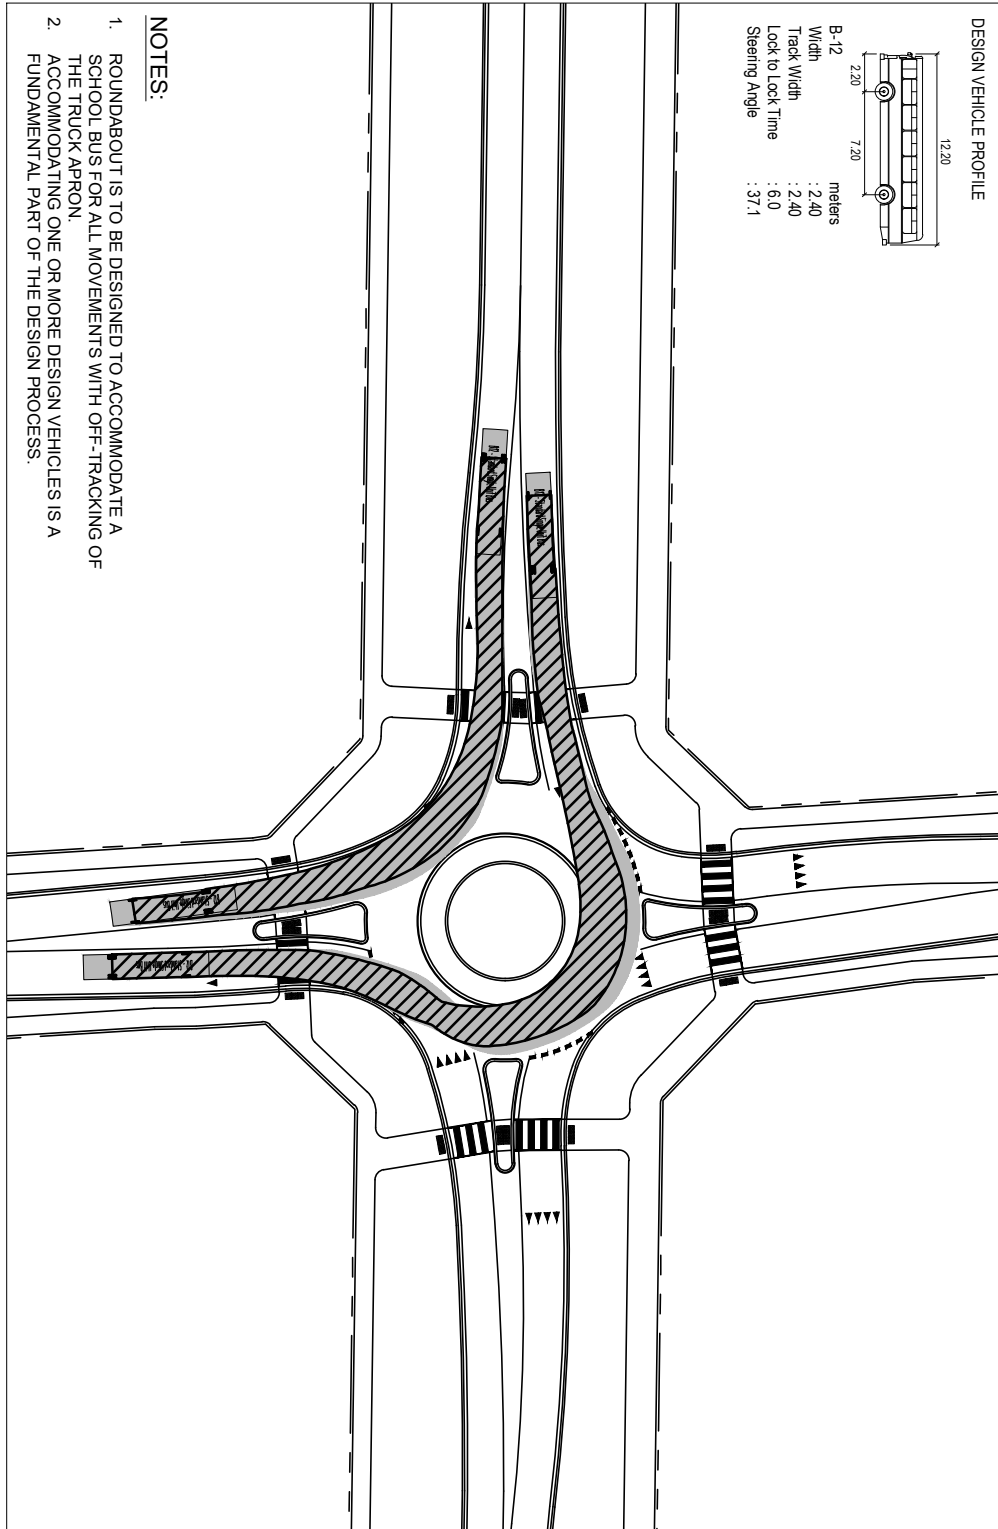 DESIGN VEHICLE PROFILE
12.20
2.20
7.20
B-12
meters
Width : 2.40
Track Width : 2.40
Lock to Lock Time : 6.0
Steering Angle : 37.1
NOTES:
1. ROUNDABOUT IS TO BE DESIGNED TO ACCOMMODATE A
SCHOOL BUS FOR ALL MOVEMENTS WITH OFF-TRACKING OF
THE TRUCK APRON.
2. ACCOMMODATING ONE OR MORE DESIGN VEHICLES IS A
FUNDAMENTAL PART OF THE DESIGN PROCESS.